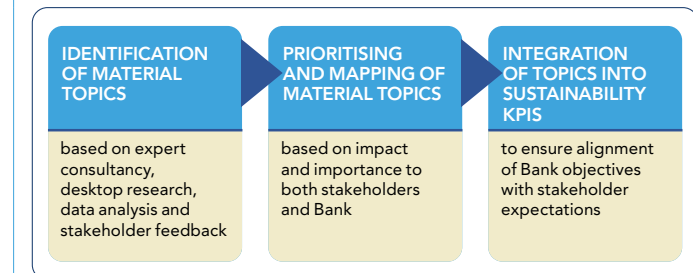 IDENTIFICATION
OF MATERIAL
TOPICS
based on expert
consultancy,
desktop research,
data analysis and
stakeholder feedback
PRIORITISING
AND MAPPING OF
MATERIAL TOPICS
based on impact
and importance to
both stakeholders
and Bank
INTEGRATION
OF TOPICS INTO
SUSTAINABILITY
KPIS
to ensure alignment
of Bank objectives
with stakeholder
expectations